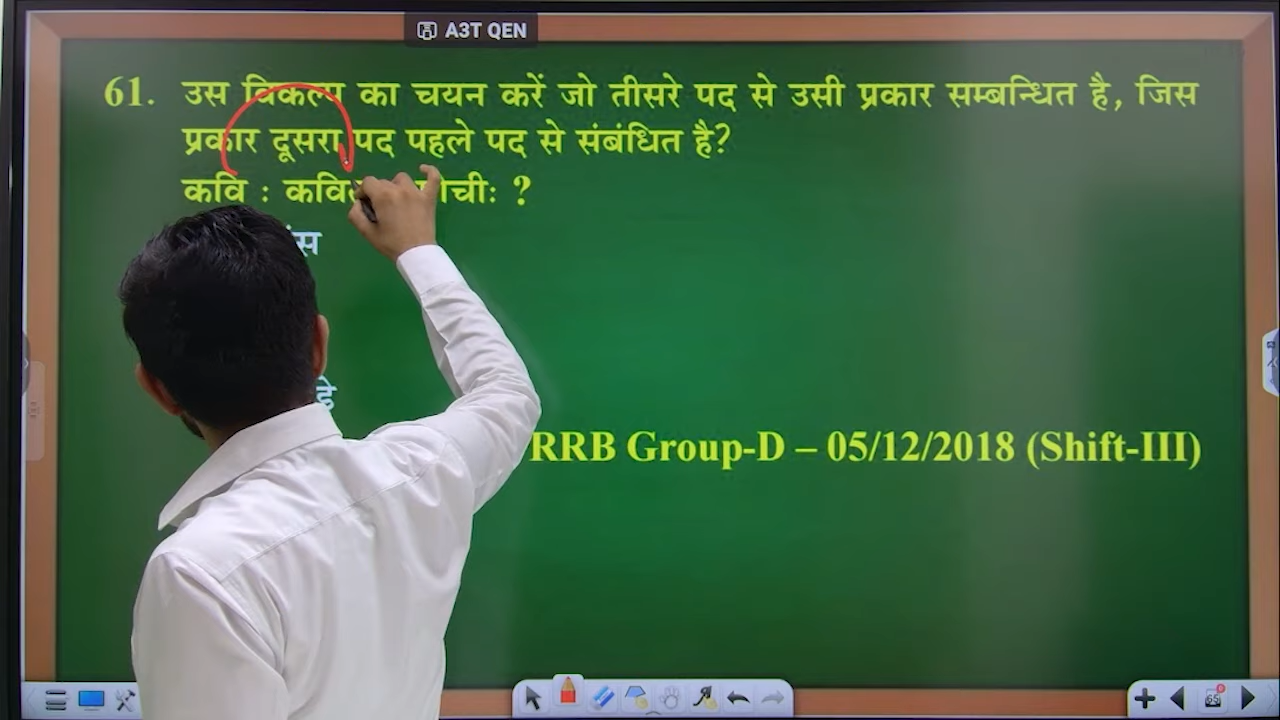 A3T QEN
61. उस विकल्प का चयन करें जो तीसरे पद से उसी प्रकार सम्बन्धित है, जिस
प्रकार दूसरा पद पहले पद से संबंधित है?
कवि : ?
RRB Group-D – 05/12/2018 (Shift-III)
65